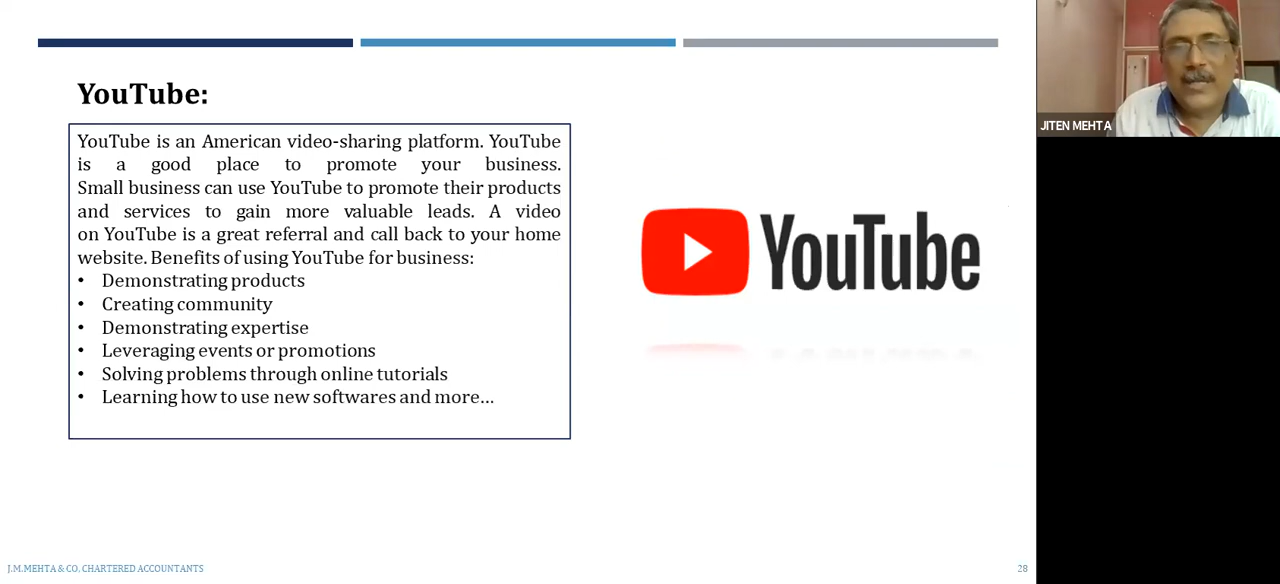 YouTube:
YouTube is an American video-sharing platform. YouTube
is a good place to promote your business.
Small business can use YouTube to promote their products
and services to gain more valuable leads. A video
on YouTube is a great referral and call back to your home
website. Benefits of using YouTube for business:
• Demonstrating products
• Creating community
• Demonstrating expertise
• Leveraging events or promotions
• Solving problems through online tutorials
• Learning how to use new softwares and more…
YouTube
JITEN MEHTA
J.M.MEHTA & CO. CHARTERED ACCOUNTANTS
28